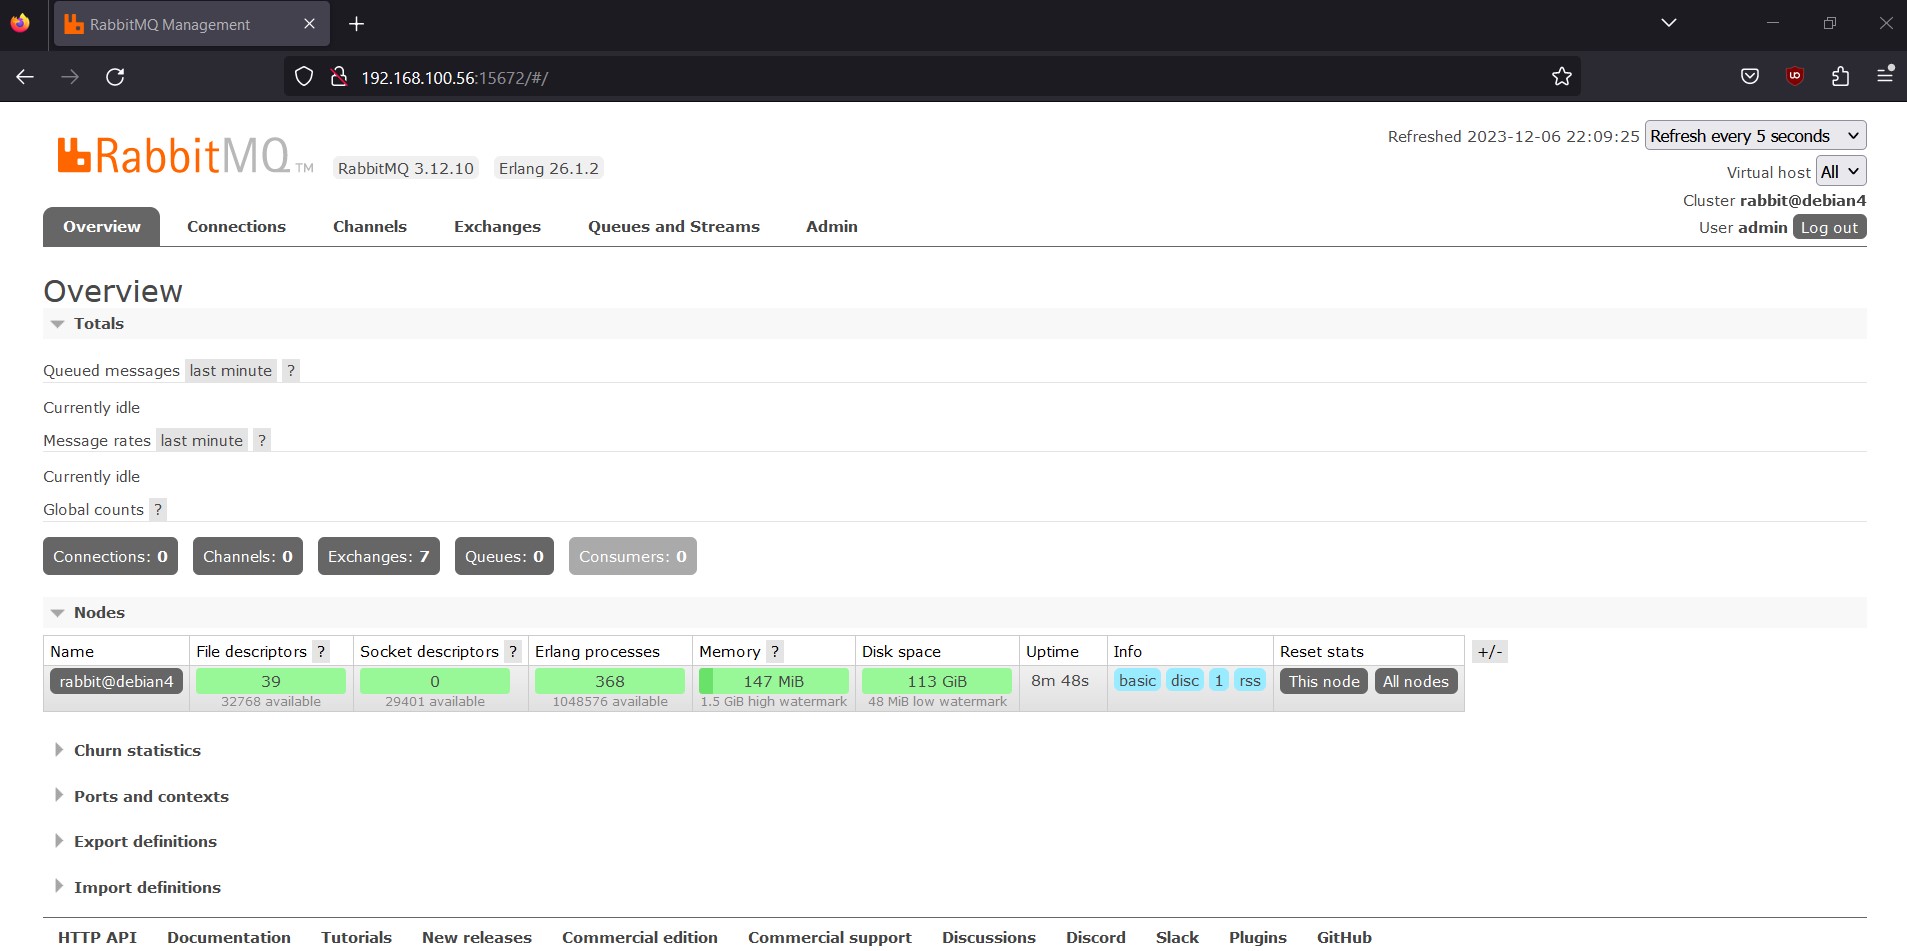 RabbitMQ Management
192.168.100.56:15672/#/
RabbitMQ TM RabbitMQ 3.12.10 Erlang 26.1.2
Refreshed 2023-12-06 22:09:25 Refresh every 5 seconds
Virtual host All
Cluster rabbit@debian4
User admin Log out
Overview Connections Channels Exchanges Queues and Streams Admin
Overview
Totals
Queued messages last minute ?
Currently idle
Message rates last minute ?
Currently idle
Global counts ?
Connections: 0 Channels: 0 Exchanges: 7 Queues: 0 Consumers: 0
Nodes
Name File descriptors ? Socket descriptors ? Erlang processes Memory ? Disk space Uptime Info Reset stats +/-
rabbit@debian4 39 0 368 147 MiB 113 GiB 8m 48s basic disc 1 rss This node All nodes
32768 available 29401 available 1048576 available 1.5 GiB high watermark 48 MiB low watermark
Churn statistics
Ports and contexts
Export definitions
Import definitions
HTTP API Documentation Tutorials New releases Commercial edition Commercial support Discussions Discord Slack Plugins GitHub